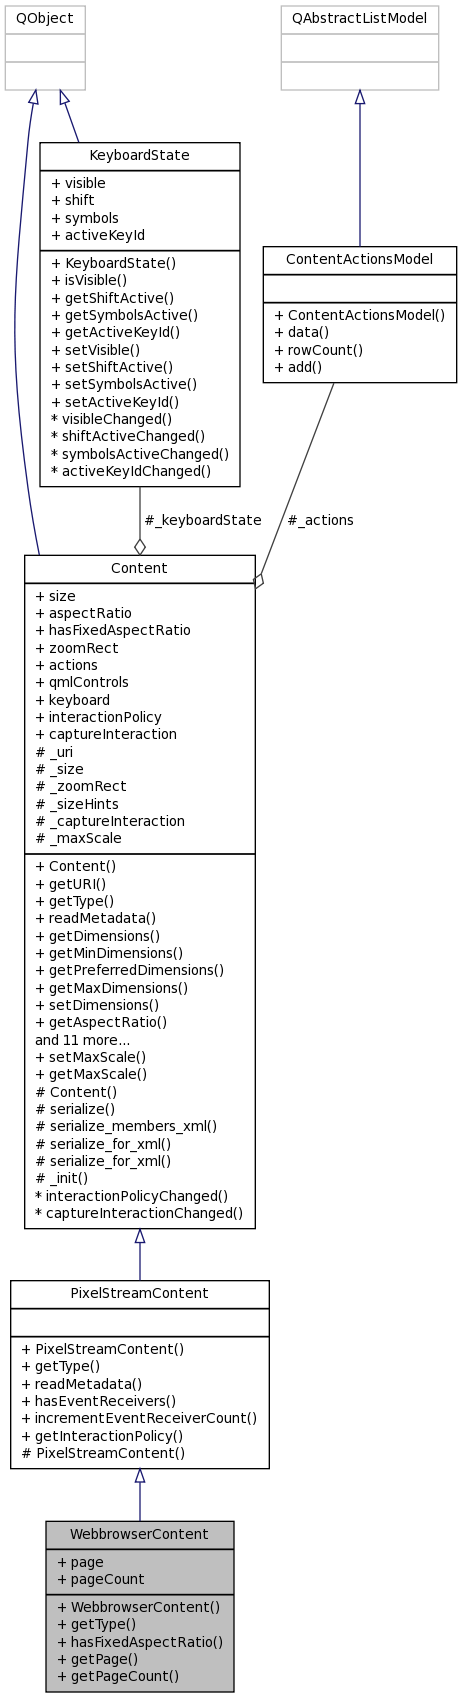 QObject
QAbstractListModel
KeyboardState
+ visible
+ shift
+ symbols
+ activeKeyId
+ KeyboardState()
+ isVisible()
+ getShiftActive()
+ getSymbolsActive()
+ getActiveKeyId()
+ setVisible()
+ setShiftActive()
+ setSymbolsActive()
+ setActiveKeyId()
* visibleChanged()
* shiftActiveChanged()
* symbolsActiveChanged()
* activeKeyIdChanged()
ContentActionsModel
+ ContentActionsModel()
+ data()
+ rowCount()
+ add()
#_keyboardState
#_actions
Content
+ size
+ aspectRatio
+ hasFixedAspectRatio
+ zoomRect
+ actions
+ qmlControls
+ keyboard
+ interactionPolicy
+ captureInteraction
# _uri
# _size
# _zoomRect
# _sizeHints
# _captureInteraction
# _maxScale
+ Content()
+ getURI()
+ getType()
+ readMetadata()
+ getDimensions()
+ getMinDimensions()
+ getPreferredDimensions()
+ getMaxDimensions()
+ setDimensions()
+ getAspectRatio()
and 11 more...
+ setMaxScale()
+ getMaxScale()
# Content()
# serialize()
# serialize_members_xml()
# serialize_for_xml()
# serialize_for_xml()
# _init()
* interactionPolicyChanged()
* captureInteractionChanged()
PixelStreamContent
+ PixelStreamContent()
+ getType()
+ readMetadata()
+ hasEventReceivers()
+ incrementEventReceiverCount()
+ getInteractionPolicy()
# PixelStreamContent()
WebbrowserContent
+ page
+ pageCount
+ WebbrowserContent()
+ getType()
+ hasFixedAspectRatio()
+ getPage()
+ getPageCount()